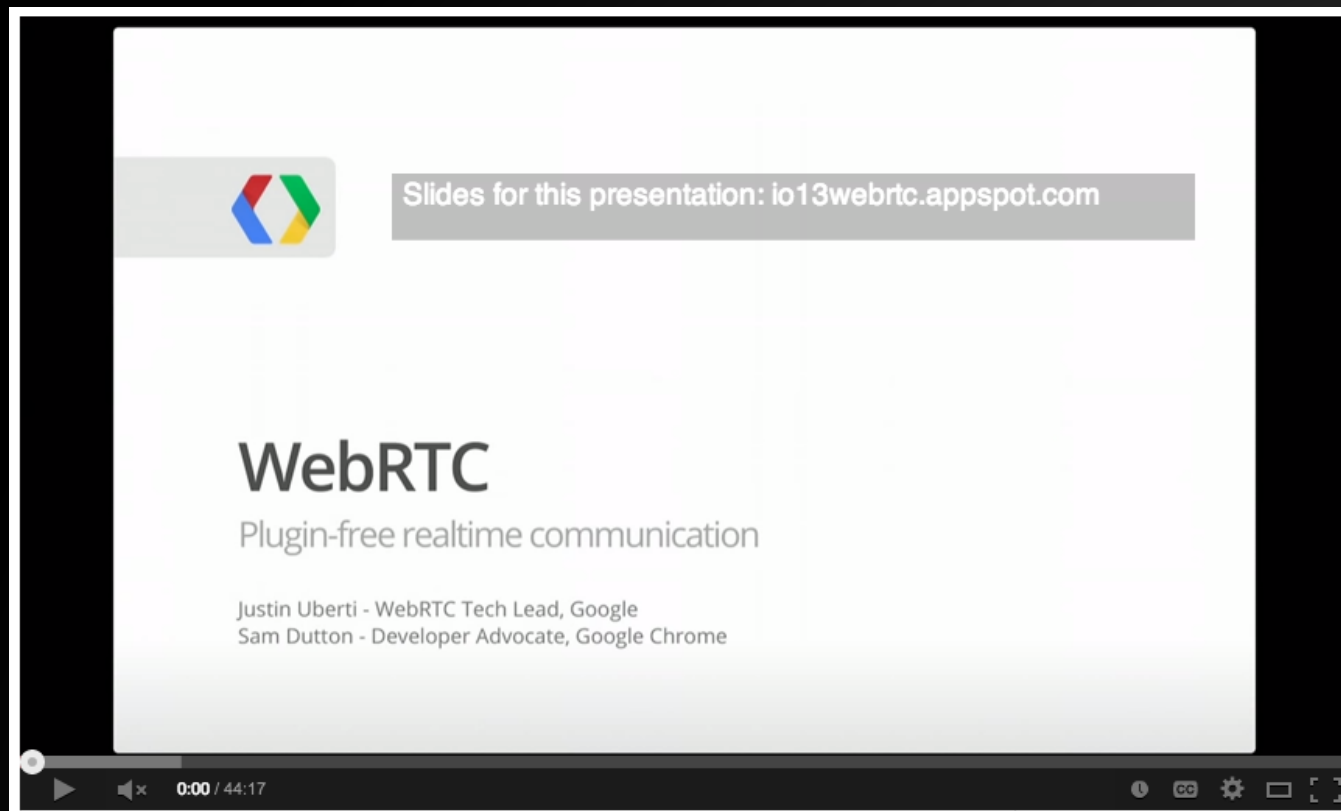 Slides for this presentation: io13webrtc.appspot.com
WebRTC
Plugin-free realtime communication
Justin Uberti - WebRTC Tech Lead, Google
Sam Dutton - Developer Advocate, Google Chrome
0:00 / 44:17
CC